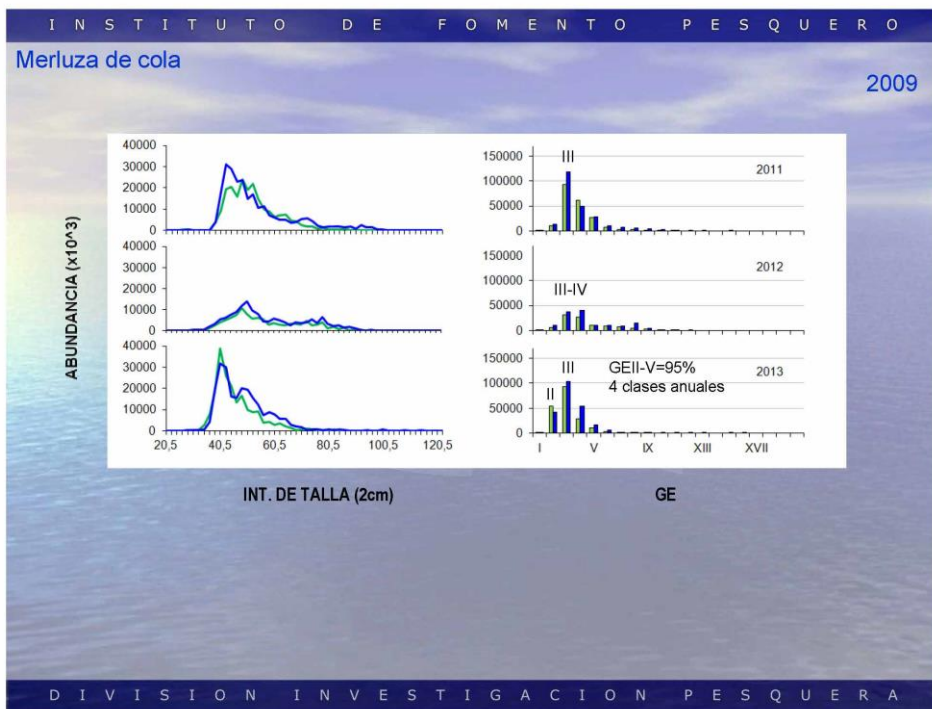 INSTITUTO DE FOMENTO PESQUERO
Merluza de cola
2009
ABUNDANCIA (x10^3)
40000
30000
20000
10000
0
40000
30000
20000
10000
0
40000
30000
20000
10000
0
20,5 40,5 60,5 80,5 100,5 120,5
INT. DE TALLA (2cm)
150000
100000
50000
0
III
2011
150000
100000
50000
0
III-IV
2012
150000
100000
50000
0
II
III
GEII-V=95%
4 clases anuales
2013
I V IX XIII XVII
GE
DIVISION INVESTIGACION PESQUERA